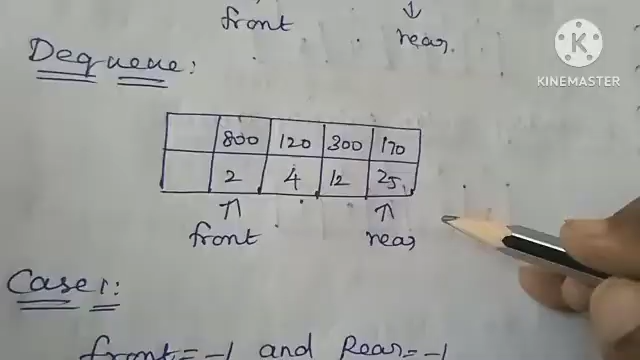 front
rear.
Dequeue:
800 120 300 170
2 4 12 25
front rear
Case 1:
front = -1 and Rear = -1
K
KINEMASTER